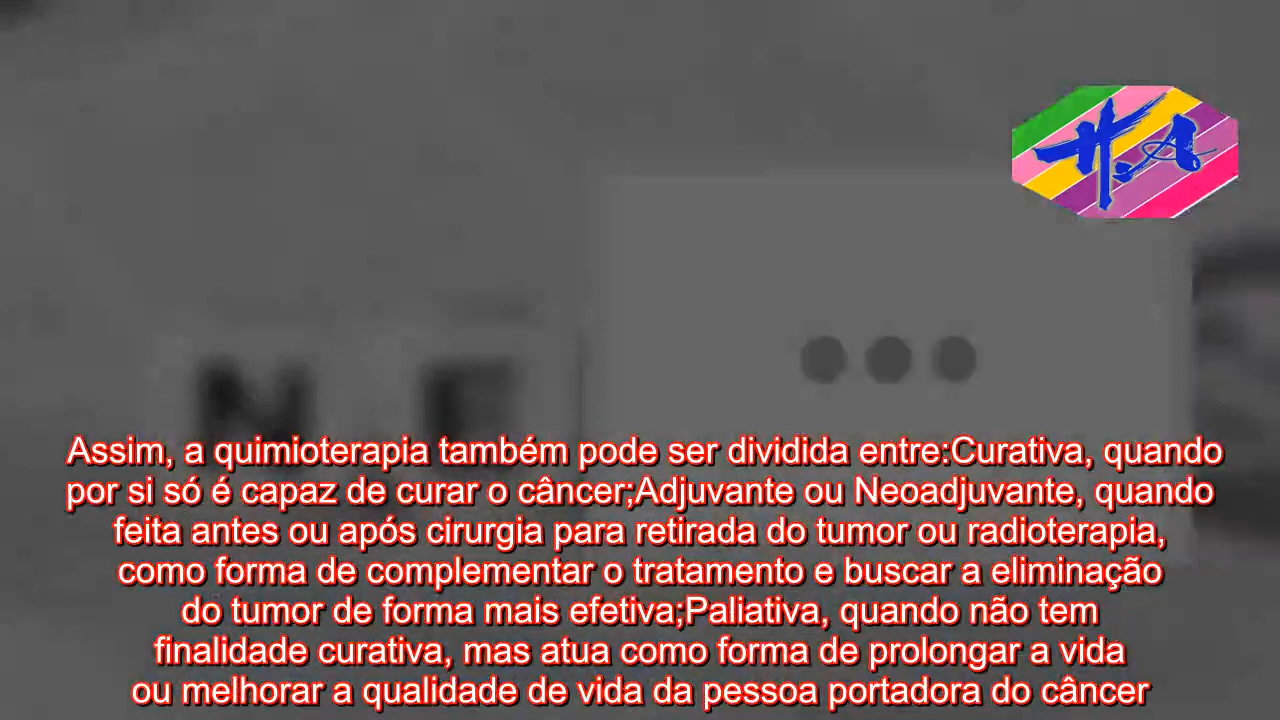 H.A
N E
Assim, a quimioterapia também pode ser dividida entre:Curativa, quando
por si só é capaz de curar o câncer;Adjuvante ou Neoadjuvante, quando
feita antes ou após cirurgia para retirada do tumor ou radioterapia,
como forma de complementar o tratamento e buscar a eliminação
do tumor de forma mais efetiva;Paliativa, quando não tem
finalidade curativa, mas atua como forma de prolongar a vida
ou melhorar a qualidade de vida da pessoa portadora do câncer